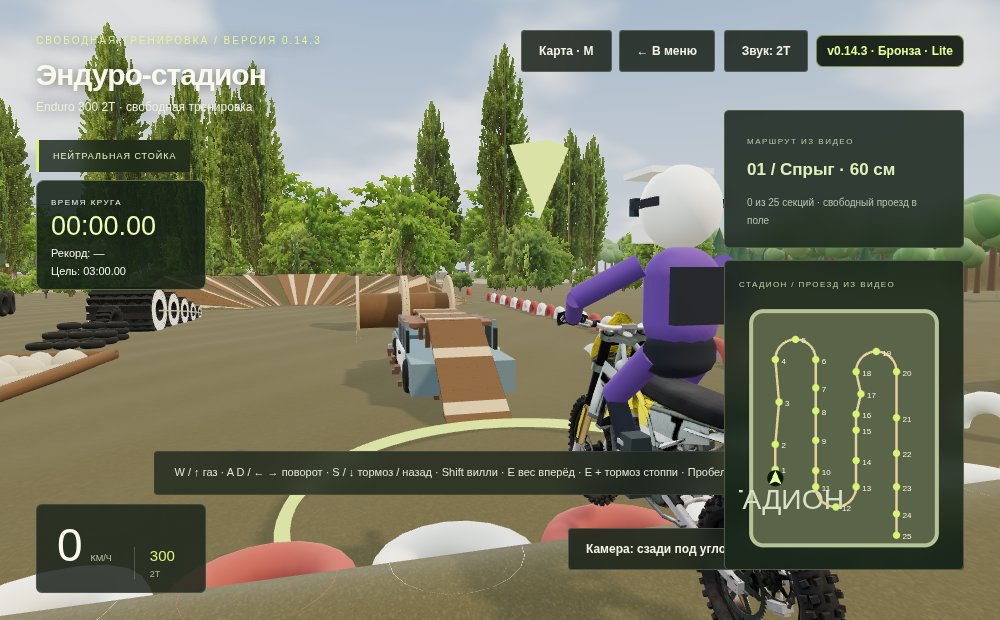 СВОБОДНАЯ ТРЕНИРОВКА / ВЕРСИЯ 0.14.3
Эндуро-стадион
Enduro 300 2T · свободная тренировка
Карта · М
← В меню
Звук: 2T
v0.14.3 · Бронза · Lite
НЕЙТРАЛЬНАЯ СТОЙКА
ВРЕМЯ КРУГА
00:00.00
Рекорд: —
Цель: 03:00.00
МАРШРУТ ИЗ ВИДЕО
01 / Спрыг · 60 см
0 из 25 секций · свободный проезд в
поле
СТАДИОН / ПРОЕЗД ИЗ ВИДЕО
5
19
4
6
18
20
7
17
3
8
16
21
15
2
9
22
14
1
10
11
13
23
АДИОН
12
24
25
W / ↑ газ · A D / ← → поворот · S / ↓ тормоз / назад · Shift вилли · E вес вперёд · E + тормоз стоппи · Пробел
0 КМ/Ч
300
2T
Камера: сзади под угло